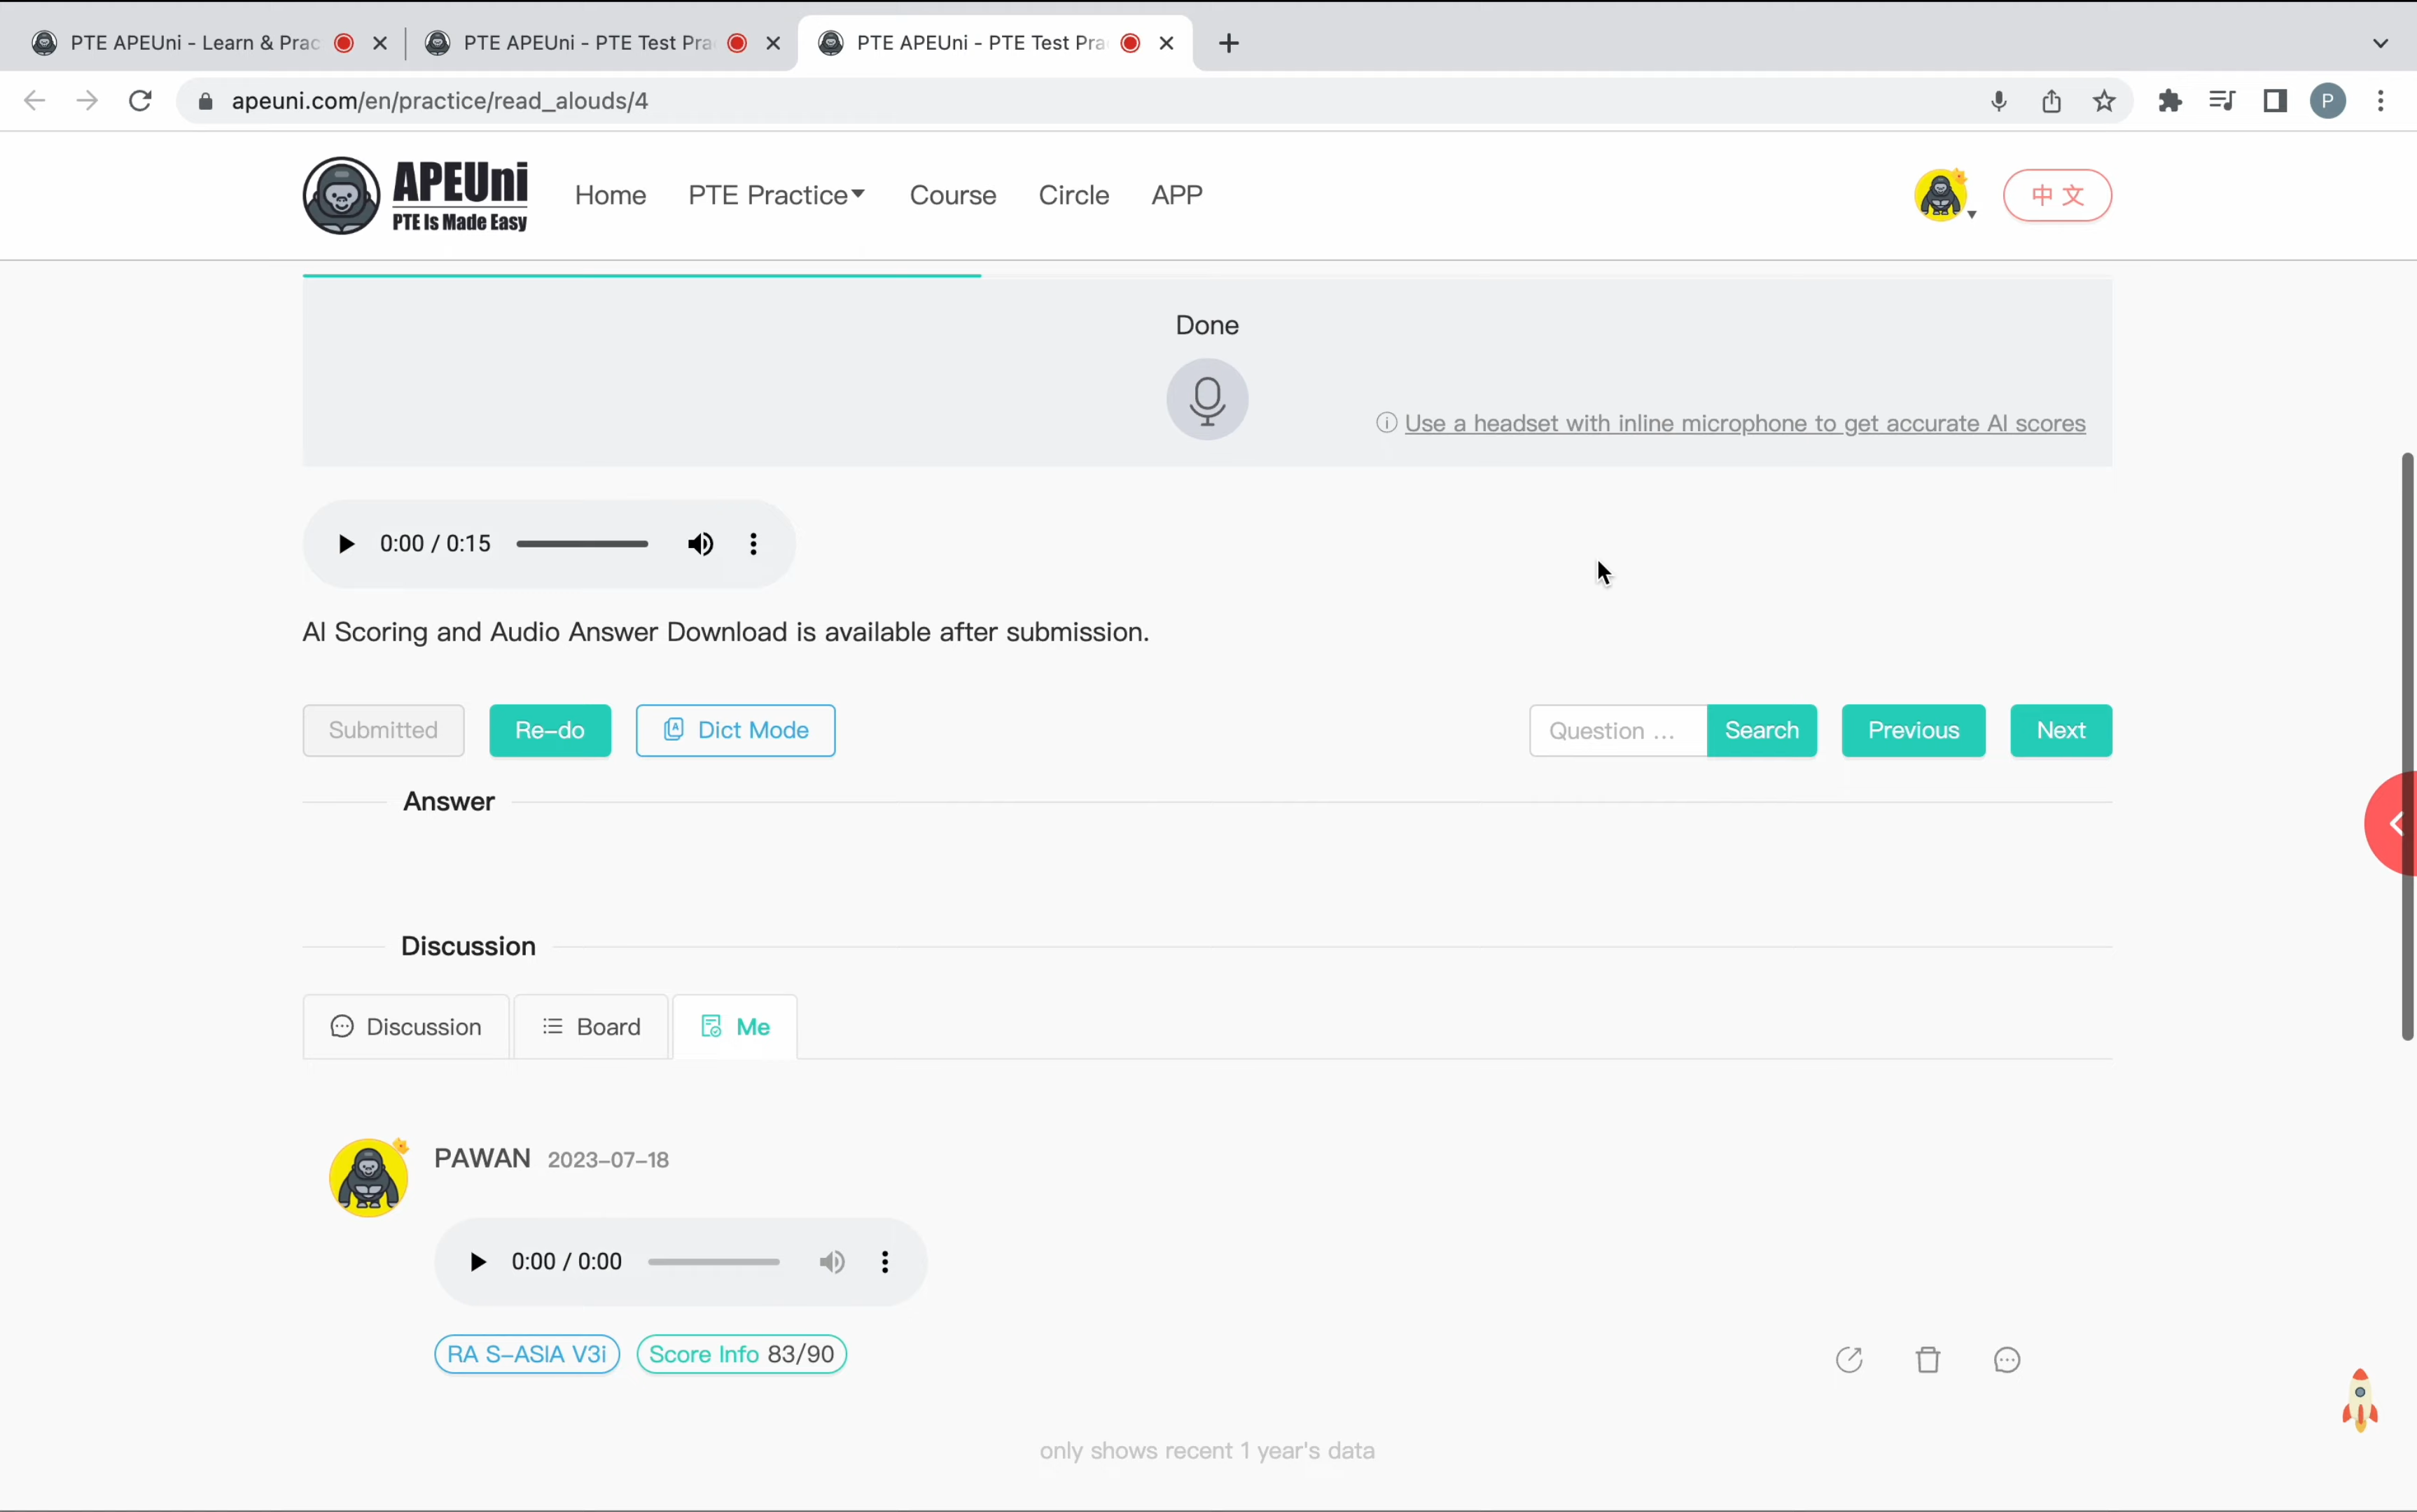 PTE APEUni - Learn & Prac
PTE APEUni - PTE Test Pra
PTE APEUni - PTE Test Pra
apeuni.com/en/practice/read_alouds/4
P
APEUni
PTE Is Made Easy
Home
PTE Practice
Course
Circle
APP
中文
Done
Use a headset with inline microphone to get accurate AI scores
0:00 / 0:15
AI Scoring and Audio Answer Download is available after submission.
Submitted
Re-do
Dict Mode
Question ...
Search
Previous
Next
Answer
Discussion
Discussion
Board
Me
PAWAN 2023-07-18
0:00 / 0:00
RA S-ASIA V3i
Score Info 83/90
only shows recent 1 year's data